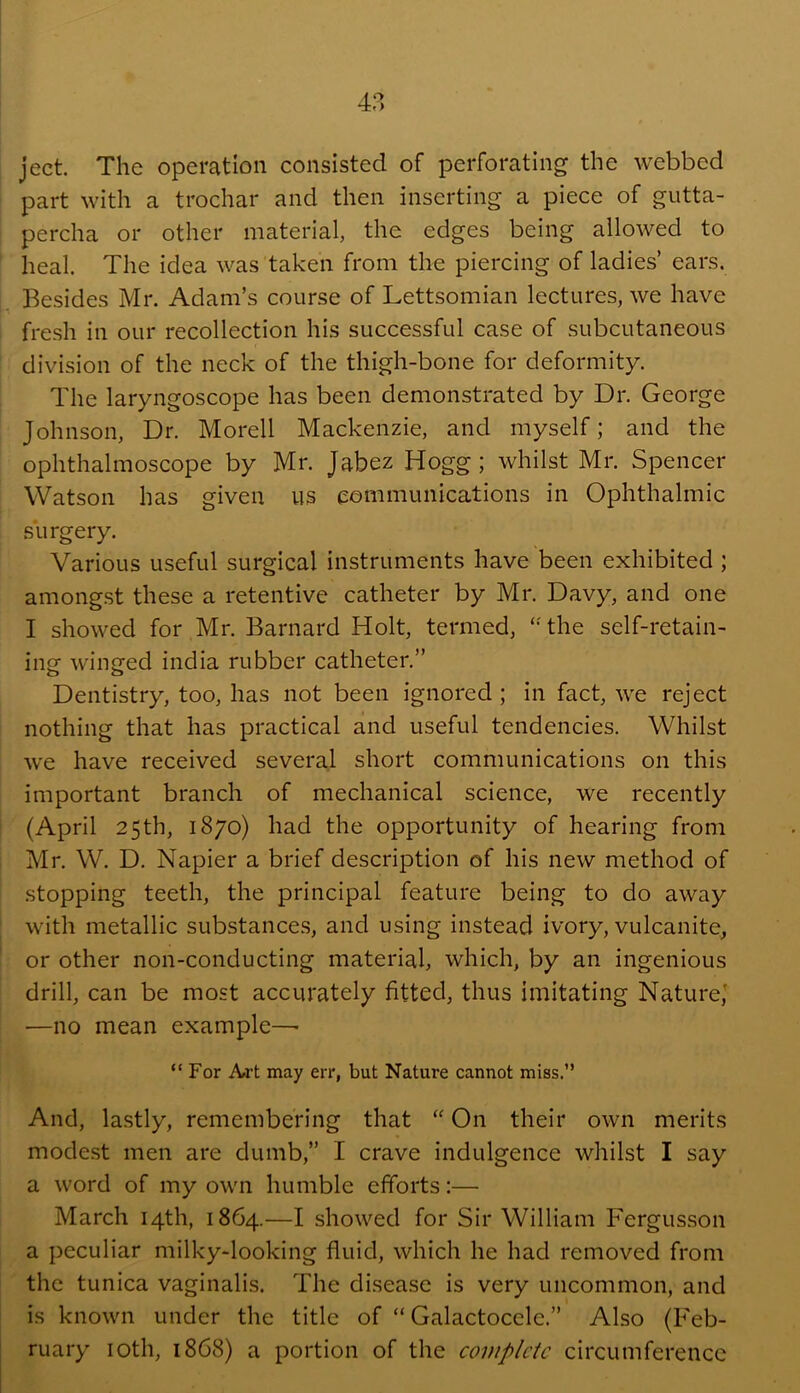 43
ject. The operation consisted of perforating the webbed
part with a trochar and then inserting a piece of gutta-
percha or other material, the edges being allowed to
heal. The idea was taken from the piercing of ladies’ ears.
Besides Mr. Adam’s course of Lettsomian lectures, we have
fresh in our recollection his successful case of subcutaneous
division of the neck of the thigh-bone for deformity.
The laryngoscope has been demonstrated by Dr. George
Johnson, Dr. Morell Mackenzie, and myself; and the
ophthalmoscope by Mr. Jabez Hogg; whilst Mr. Spencer
Watson has given us communications in Ophthalmic
surgery.
Various useful surgical instruments have been exhibited;
amongst these a retentive catheter by Mr. Davy, and one
I showed for Mr. Barnard Holt, termed, “the self-retain-
ing winged india rubber catheter.”
Dentistry, too, has not been ignored; in fact, we reject
nothing that has practical and useful tendencies. Whilst
we have received several short communications on this
important branch of mechanical science, we recently
(April 25th, 1870) had the opportunity of hearing from
Mr. W. D. Napier a brief description of his new method of
stopping teeth, the principal feature being to do away
with metallic substances, and using instead ivory, vulcanite,
or other non-conducting material, which, by an ingenious
drill, can be most accurately fitted, thus imitating Nature,
—no mean example—
“For Art may err, but Nature cannot miss.”
And, lastly, remembering that “On their own merits
modest men are dumb,” I crave indulgence whilst I say
a word of my own humble efforts:—
March 14th, 1864.—I showed for Sir William Fergusson
a peculiar milky-looking fluid, which he had removed from
the tunica vaginalis. The disease is very uncommon, and
is known under the title of “Galactocele.” Also (Feb-
ruary 10th, 1868) a portion of the complete circumference